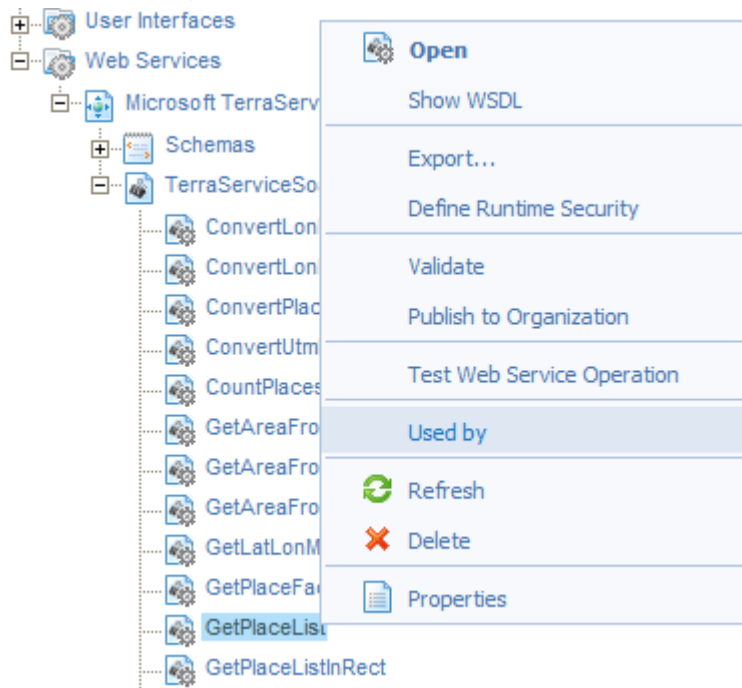 User Interfaces
Web Services
Microsoft TerraServ
Schemas
TerraServiceSo
ConvertLon
ConvertLon
ConvertPlac
ConvertUtm
CountPlaces
GetAreaFro
GetAreaFro
GetAreaFro
GetLatLonM
GetPlaceFa
GetPlaceList
GetPlaceListInRect
Open
Show WSDL
Export...
Define Runtime Security
Validate
Publish to Organization
Test Web Service Operation
Used by
Refresh
Delete
Properties